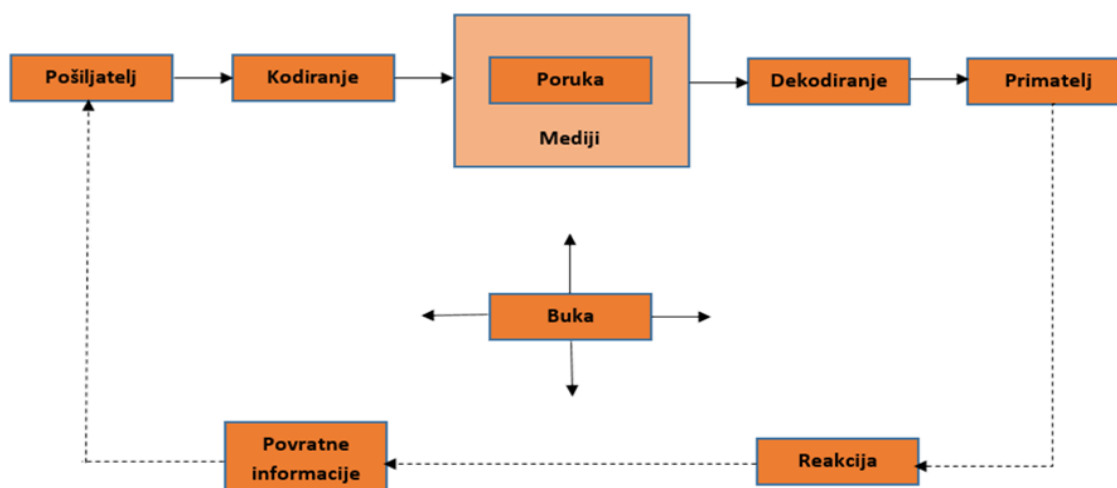 Pošiljatelj
Kodiranje
Poruka
Mediji
Dekodiranje
Primatelj
Buka
Povratne
informacije
Reakcija